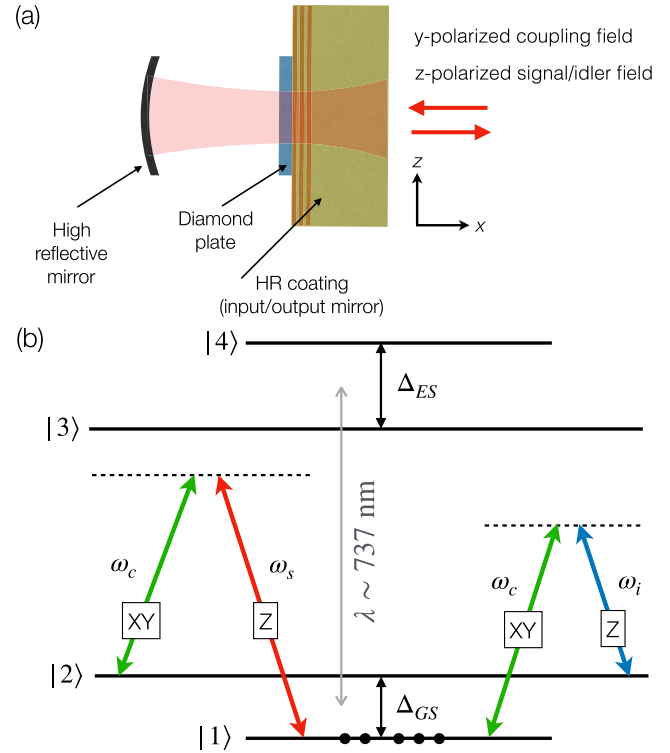 (a)
y-polarized coupling field
z-polarized signal/idler field
z
x
High
reflective
mirror
Diamond
plate
HR coating
(input/output mirror)
(b)
|4⟩
Δ_ES
|3⟩
λ ~ 737 nm
ω_c
ω_s
ω_c
ω_i
XY
Z
XY
Z
|2⟩
Δ_GS
|1⟩